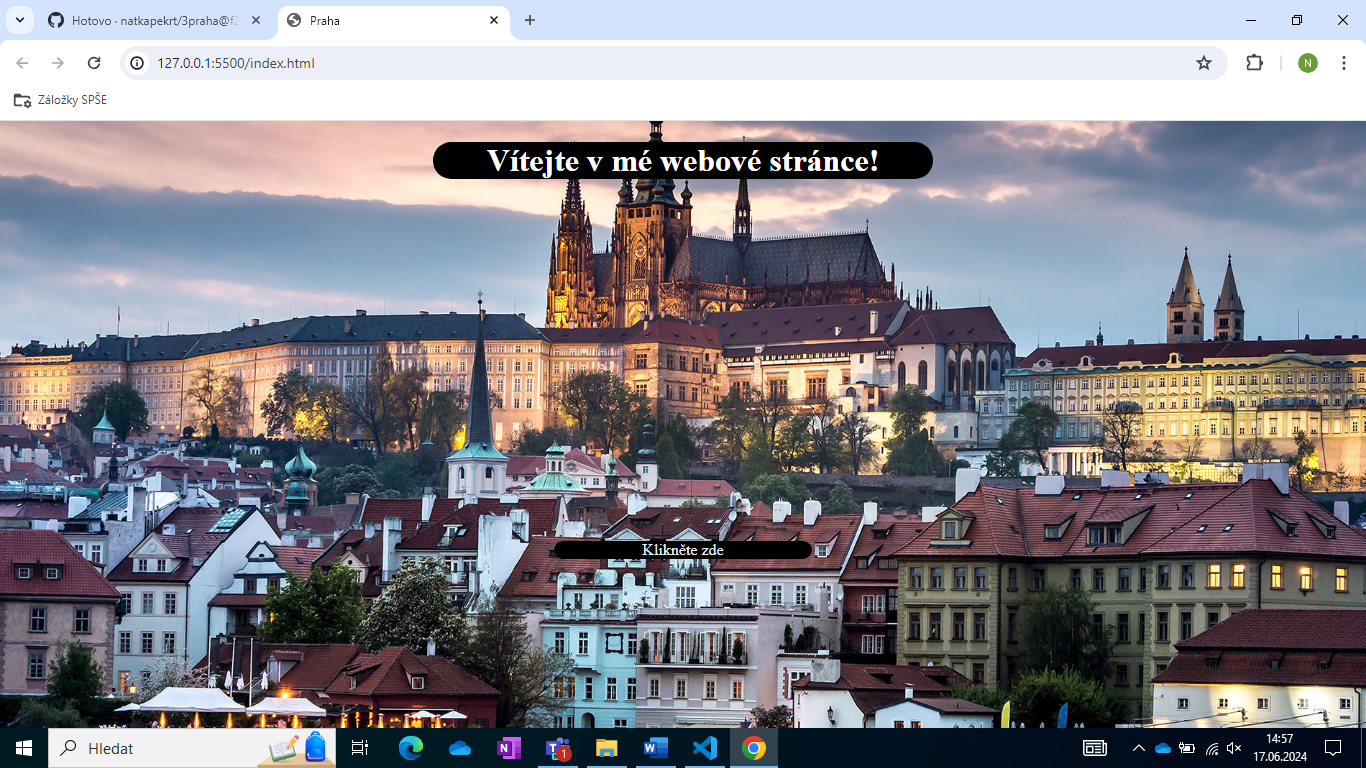 Hotovo · natkapekrt/3praha@f2
Praha
127.0.0.1:5500/index.html
N
Záložky SPŠE
Vítejte v mé webové stránce!
Klikněte zde
Hledat
1
14:57
17.06.2024